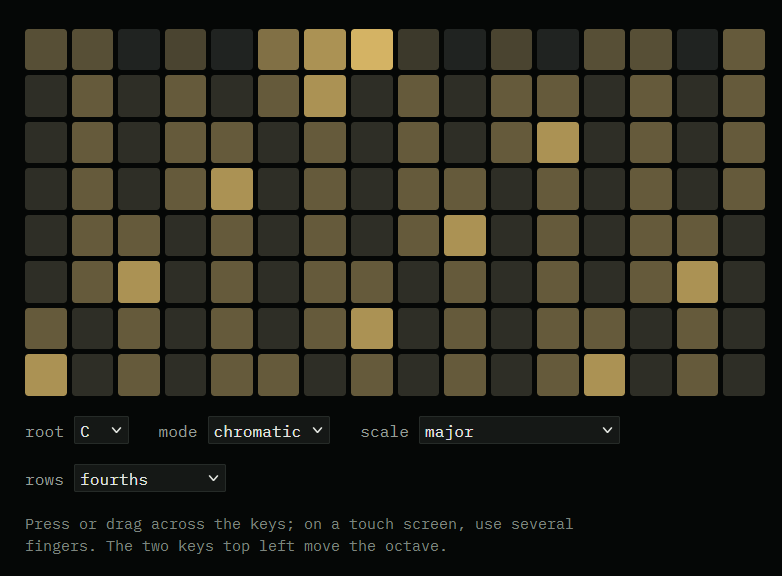 root C mode chromatic scale major
rows fourths
Press or drag across the keys; on a touch screen, use several
fingers. The two keys top left move the octave.